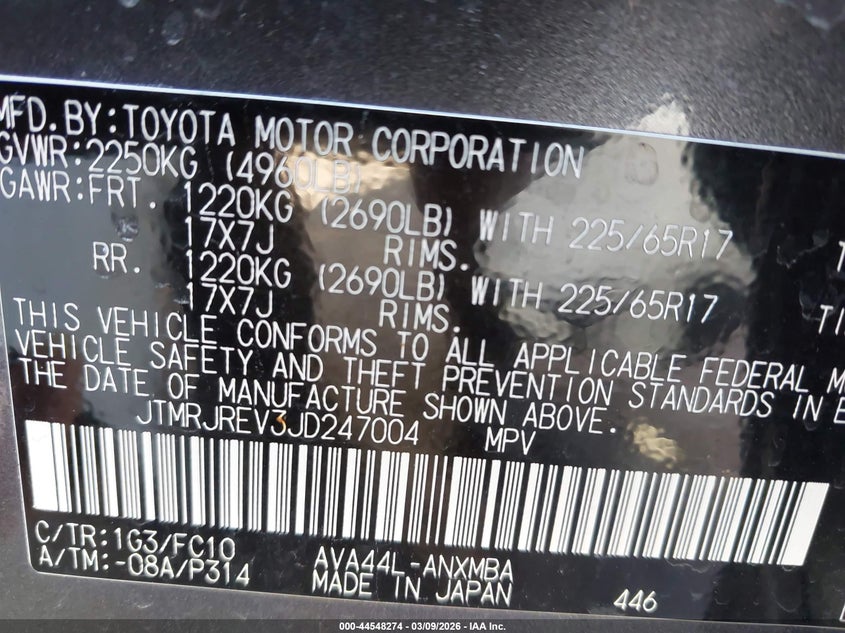 MFD. BY: TOYOTA MOTOR CORPORATION
GVWR: 2250KG (4960LB)
GAWR: FRT. 1220KG (2690LB) WITH 225/65R17
17X7J RIMS.
RR. 1220KG (2690LB) WITH 225/65R17
17X7J RIMS.
THIS VEHICLE CONFORMS TO ALL APPLICABLE FEDERAL M
VEHICLE SAFETY AND THEFT PREVENTION STANDARDS IN E
THE DATE OF MANUFACTURE SHOWN ABOVE.
JTMRJREV3JD247004 MPV
C/TR: 1G3/FC10 AVA44L-ANXMBA
A/TM: -08A/P314 MADE IN JAPAN 446
000-44548274 — 03/09/2026 — IAA Inc.